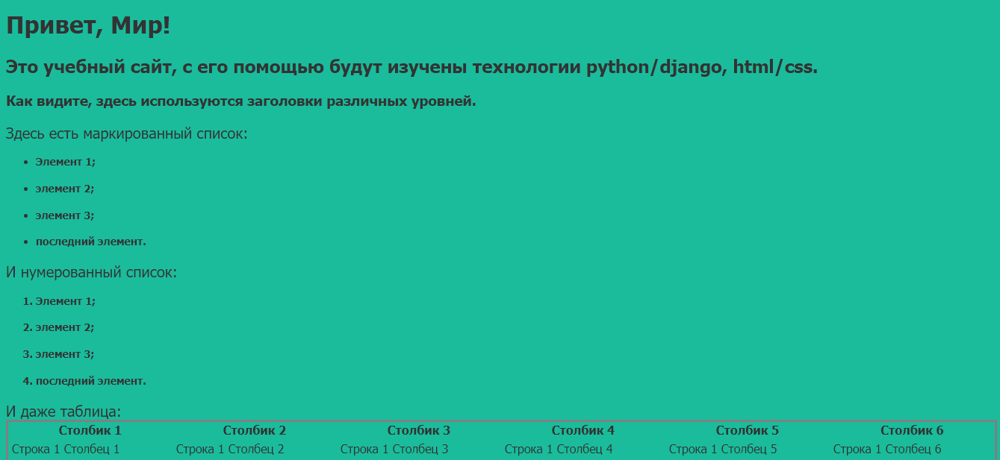 Привет, Мир!
Это учебный сайт, с его помощью будут изучены технологии python/django, html/css.
Как видите, здесь используются заголовки различных уровней.
Здесь есть маркированный список:
• Элемент 1;
• элемент 2;
• элемент 3;
• последний элемент.
И нумерованный список:
1. Элемент 1;
2. элемент 2;
3. элемент 3;
4. последний элемент.
И даже таблица:
Столбик 1 Столбик 2 Столбик 3 Столбик 4 Столбик 5 Столбик 6
Строка 1 Столбец 1 Строка 1 Столбец 2 Строка 1 Столбец 3 Строка 1 Столбец 4 Строка 1 Столбец 5 Строка 1 Столбец 6